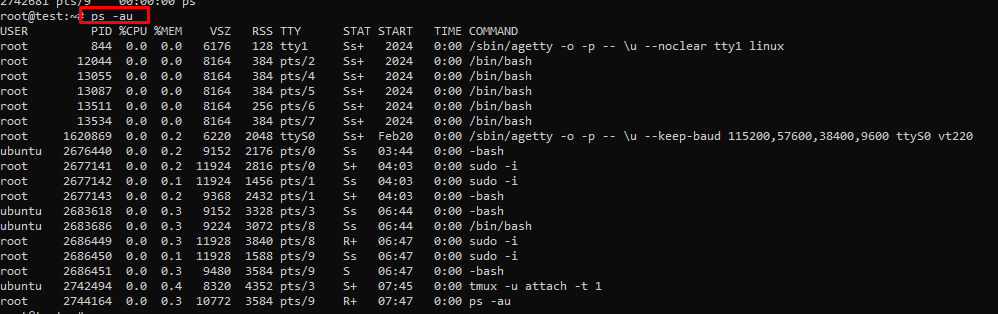 2742681 pts/9    00:00:00 ps
root@test:~# ps -au
USER         PID %CPU %MEM    VSZ   RSS TTY      STAT START   TIME COMMAND
root         844  0.0  0.0   6176   128 tty1     Ss+   2024   0:00 /sbin/agetty -o -p -- \u --noclear tty1 linux
root       12044  0.0  0.0   8164   384 pts/2    Ss+   2024   0:00 /bin/bash
root       13055  0.0  0.0   8164   384 pts/4    Ss+   2024   0:00 /bin/bash
root       13087  0.0  0.0   8164   384 pts/5    Ss+   2024   0:00 /bin/bash
root       13511  0.0  0.0   8164   256 pts/6    Ss+   2024   0:00 /bin/bash
root       13534  0.0  0.0   8164   384 pts/7    Ss+   2024   0:00 /bin/bash
root     1620869  0.0  0.2   6220  2048 ttyS0    Ss+  Feb20   0:00 /sbin/agetty -o -p -- \u --keep-baud 115200,57600,38400,9600 ttyS0 vt220
ubuntu   2676440  0.0  0.2   9152  2176 pts/0    Ss   03:44   0:00 -bash
root     2677141  0.0  0.2  11924  2816 pts/0    S+   04:03   0:00 sudo -i
root     2677142  0.0  0.1  11924  1456 pts/1    Ss   04:03   0:00 sudo -i
root     2677143  0.0  0.2   9368  2432 pts/1    S+   04:03   0:00 -bash
ubuntu   2683618  0.0  0.3   9152  3328 pts/3    Ss   06:44   0:00 -bash
ubuntu   2683686  0.0  0.3   9224  3072 pts/8    Ss   06:44   0:00 /bin/bash
root     2686449  0.0  0.3  11928  3840 pts/8    R+   06:47   0:00 sudo -i
root     2686450  0.0  0.1  11928  1588 pts/9    Ss   06:47   0:00 sudo -i
root     2686451  0.0  0.3   9480  3584 pts/9    S    06:47   0:00 -bash
ubuntu   2742494  0.0  0.4   8320  4352 pts/3    S+   07:45   0:00 tmux -u attach -t 1
root     2744164  0.0  0.3  10772  3584 pts/9    R+   07:47   0:00 ps -au